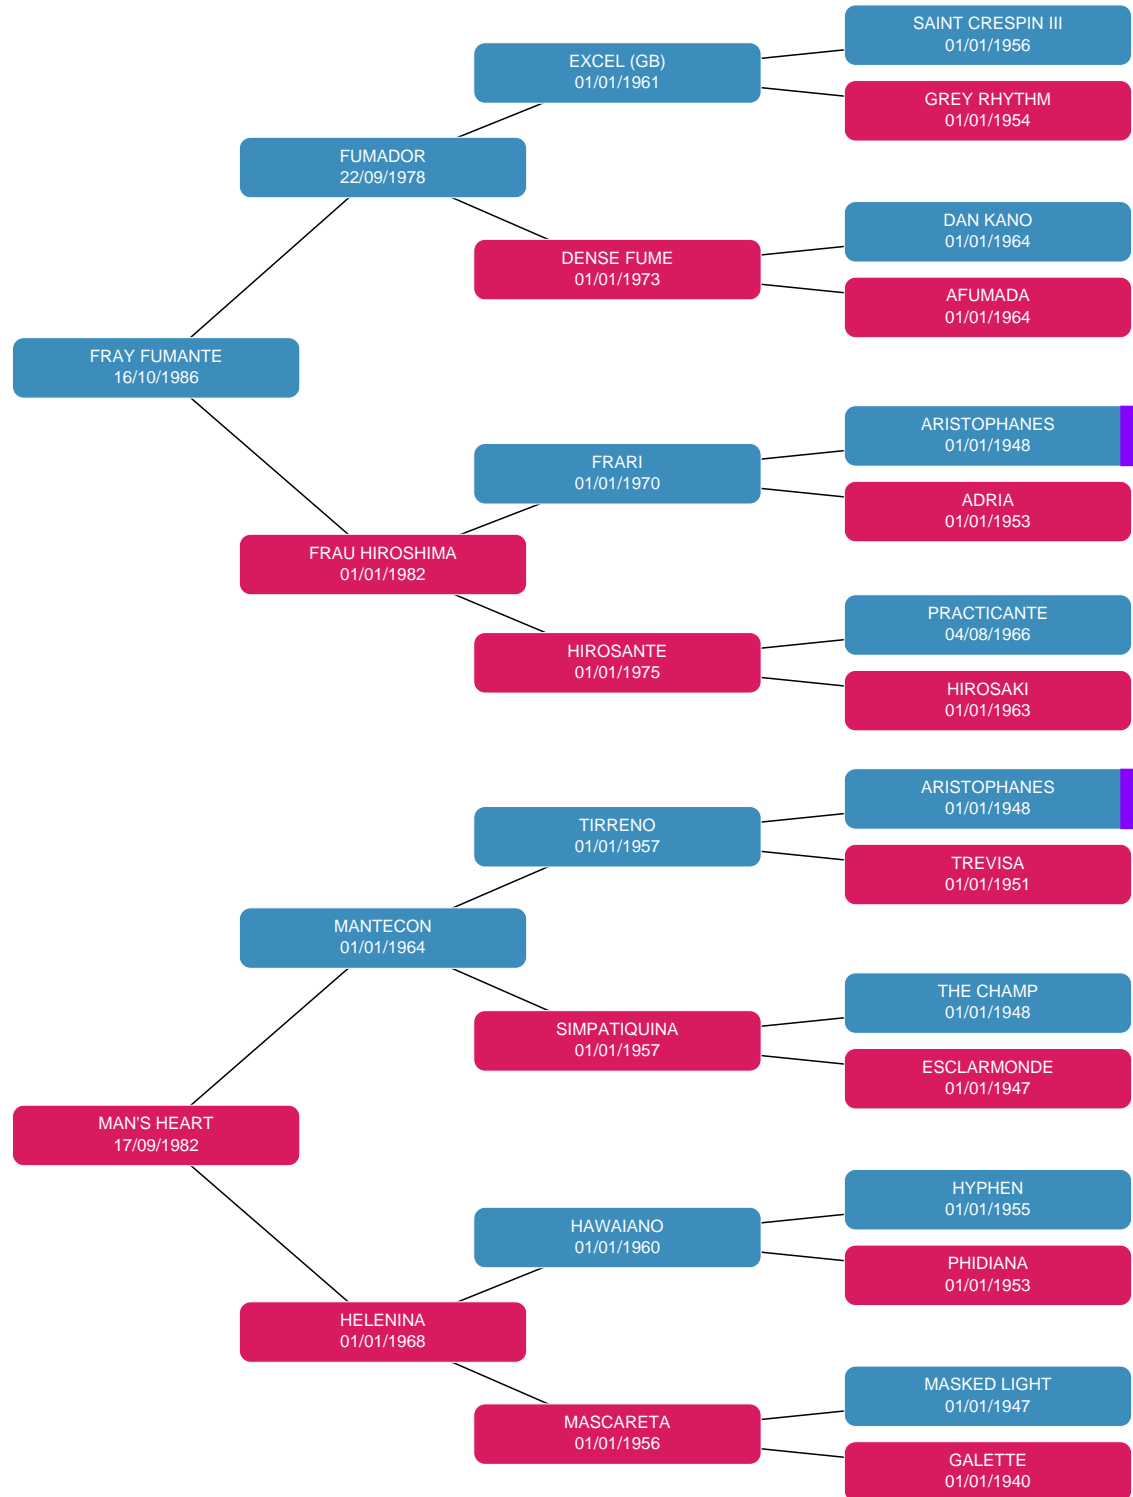 SAINT CRESPIN III
01/01/1956
EXCEL (GB)
01/01/1961
GREY RHYTHM
01/01/1954
FUMADOR
22/09/1978
DAN KANO
01/01/1964
DENSE FUME
01/01/1973
AFUMADA
01/01/1964
FRAY FUMANTE
16/10/1986
ARISTOPHANES
01/01/1948
FRARI
01/01/1970
ADRIA
01/01/1953
FRAU HIROSHIMA
01/01/1982
PRACTICANTE
04/08/1966
HIROSANTE
01/01/1975
HIROSAKI
01/01/1963
ARISTOPHANES
01/01/1948
TIRRENO
01/01/1957
TREVISA
01/01/1951
MANTECON
01/01/1964
THE CHAMP
01/01/1948
SIMPATIQUINA
01/01/1957
ESCLARMONDE
01/01/1947
MAN'S HEART
17/09/1982
HYPHEN
01/01/1955
HAWAIANO
01/01/1960
PHIDIANA
01/01/1953
HELENINA
01/01/1968
MASKED LIGHT
01/01/1947
MASCARETA
01/01/1956
GALETTE
01/01/1940